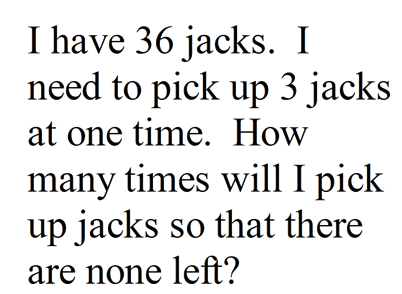 I have 36 jacks.  I
need to pick up 3 jacks
at one time.  How
many times will I pick
up jacks so that there
are none left?